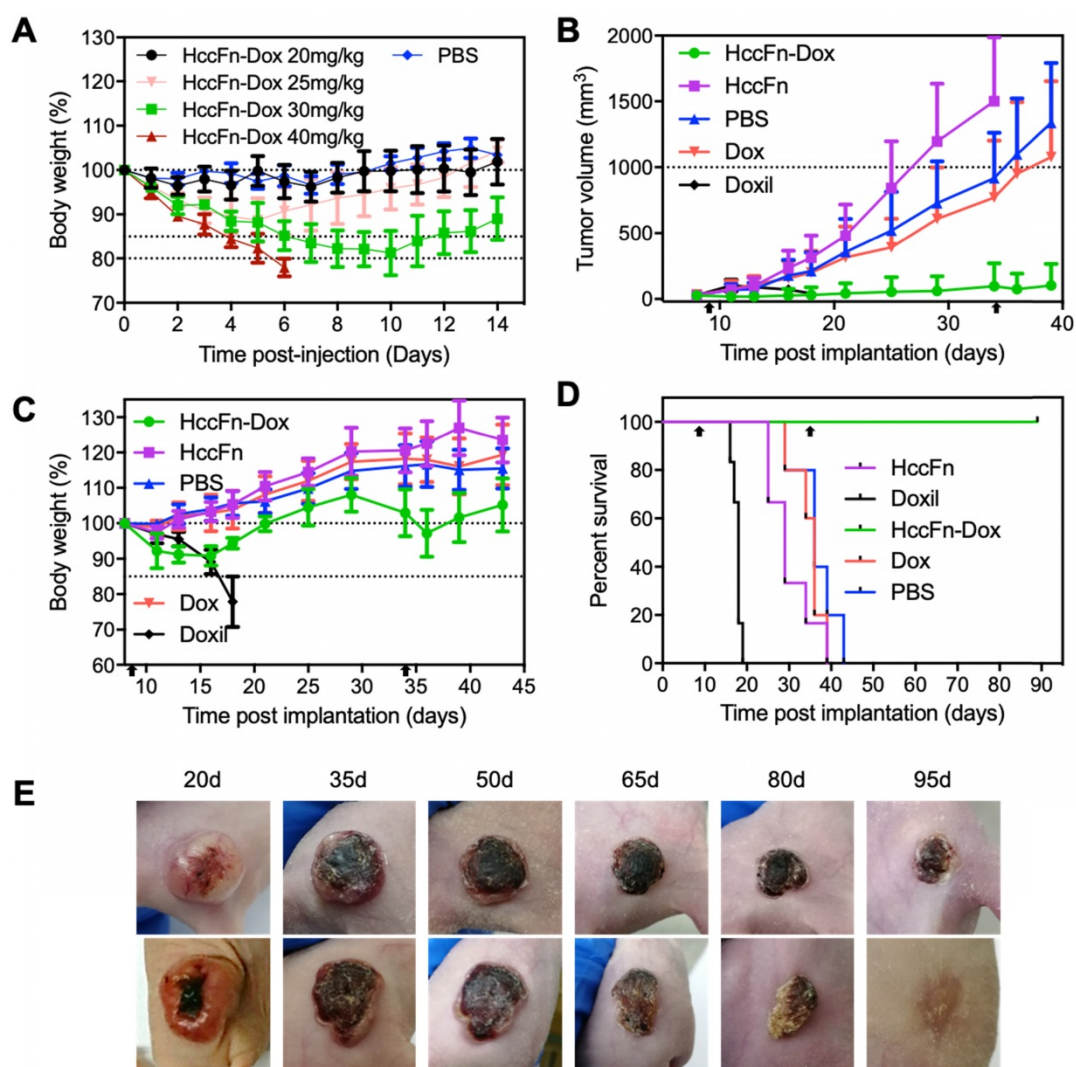 A
Body weight (%)
130
120
110
100
90
80
70
HccFn-Dox 20mg/kg
PBS
HccFn-Dox 25mg/kg
HccFn-Dox 30mg/kg
HccFn-Dox 40mg/kg
0 2 4 6 8 10 12 14
Time post-injection (Days)
B
Tumor volume (mm3)
2000
1500
1000
500
0
HccFn-Dox
HccFn
PBS
Dox
Doxil
10 20 30 40
Time post implantation (days)
C
Body weight (%)
130
120
110
100
90
80
70
60
HccFn-Dox
HccFn
PBS
Dox
Doxil
10 15 20 25 30 35 40 45
Time post implantation (days)
D
Percent survival
100
80
60
40
20
0
HccFn
Doxil
HccFn-Dox
Dox
PBS
0 10 20 30 40 50 60 70 80 90
Time post implantation (days)
E
20d 35d 50d 65d 80d 95d